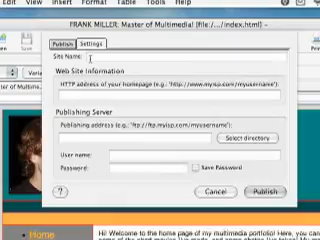 Insert Format Table Tools
FRANK MILLER: Master of Multimedia! [file:/.../index.html] -
Publish Settings
Save
Site Name:
Web Site Information
HTTP address of your homepage (e.g.: "http://www.myisp.com/myusername"):
Publishing Server
Publishing address (e.g.: "ftp://ftp.myisp.com/myusername"):
Select directory
User name:
Password:
Save Password
? Cancel Publish
Home
Hi! Welcome to the home page of my multimedia portfolio! Here, you can